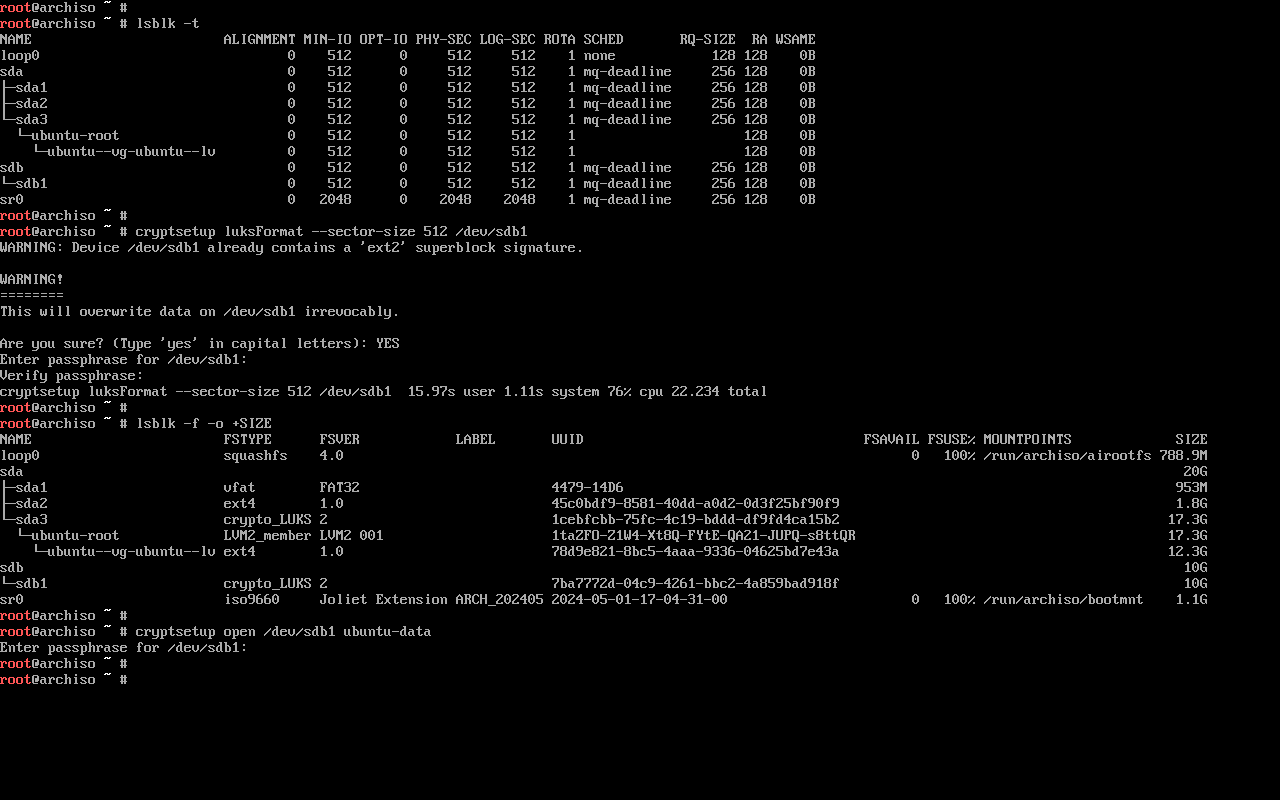 root@archiso ~ #
root@archiso ~ # lsblk -t
NAME                        ALIGNMENT MIN-IO OPT-IO PHY-SEC LOG-SEC ROTA SCHED       RQ-SIZE  RA WSAME
loop0                               0    512      0     512     512    1 none            128 128    0B
sda                                 0    512      0     512     512    1 mq-deadline     256 128    0B
├─sda1                              0    512      0     512     512    1 mq-deadline     256 128    0B
├─sda2                              0    512      0     512     512    1 mq-deadline     256 128    0B
└─sda3                              0    512      0     512     512    1 mq-deadline     256 128    0B
  └─ubuntu-root                     0    512      0     512     512    1                     128    0B
    └─ubuntu--vg-ubuntu--lv         0    512      0     512     512    1                     128    0B
sdb                                 0    512      0     512     512    1 mq-deadline     256 128    0B
└─sdb1                              0    512      0     512     512    1 mq-deadline     256 128    0B
sr0                                 0   2048      0    2048    2048    1 mq-deadline     256 128    0B
root@archiso ~ #
root@archiso ~ # cryptsetup luksFormat --sector-size 512 /dev/sdb1
WARNING: Device /dev/sdb1 already contains a 'ext2' superblock signature.

WARNING!
========
This will overwrite data on /dev/sdb1 irrevocably.

Are you sure? (Type 'yes' in capital letters): YES
Enter passphrase for /dev/sdb1:
Verify passphrase:
cryptsetup luksFormat --sector-size 512 /dev/sdb1  15.97s user 1.11s system 76% cpu 22.234 total
root@archiso ~ #
root@archiso ~ # lsblk -f -o +SIZE
NAME                        FSTYPE      FSVER            LABEL       UUID                                   FSAVAIL FSUSE% MOUNTPOINTS             SIZE
loop0                       squashfs    4.0                                                                       0   100% /run/archiso/airootfs 788.9M
sda                                                                                                                                                 20G
├─sda1                      vfat        FAT32                        4479-14D6                                                                     953M
├─sda2                      ext4        1.0                          45c0bdf9-8581-40dd-a0d2-0d3f25bf90f9                                          1.8G
└─sda3                      crypto_LUKS 2                            1cebfcbb-75fc-4c19-bddd-df9fd4ca15b2                                         17.3G
  └─ubuntu-root             LVM2_member LVM2 001                     1taZFO-Z1W4-Xt8Q-FYtE-QA21-JUPQ-s8ttQR                                       17.3G
    └─ubuntu--vg-ubuntu--lv ext4        1.0                          78d9e821-8bc5-4aaa-9336-04625bd7e43a                                         12.3G
sdb                                                                                                                                                 10G
└─sdb1                      crypto_LUKS 2                            7ba7772d-04c9-4261-bbc2-4a859bad918f                                           10G
sr0                         iso9660     Joliet Extension ARCH_202405 2024-05-01-17-04-31-00                       0   100% /run/archiso/bootmnt     1.1G
root@archiso ~ #
root@archiso ~ # cryptsetup open /dev/sdb1 ubuntu-data
Enter passphrase for /dev/sdb1:
root@archiso ~ #
root@archiso ~ #